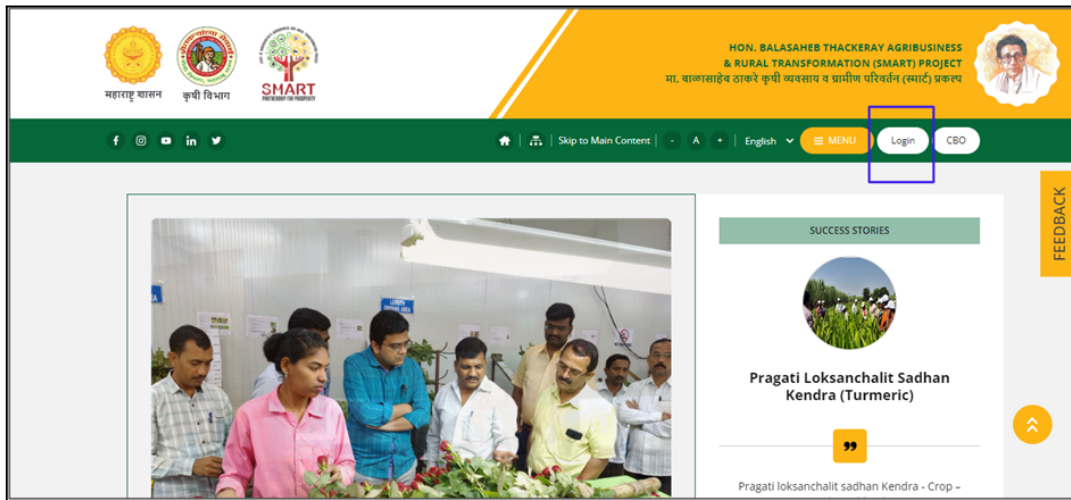 महाराष्ट्र शासन
कृषी विभाग
SMART
HON. BALASAHEB THACKERAY AGRIBUSINESS
& RURAL TRANSFORMATION (SMART) PROJECT
मा. बाळासाहेब ठाकरे कृषी व्यवसाय व ग्रामीण परिवर्तन (स्मार्ट) प्रकल्प
Skip to Main Content | - A + | English MENU Login CBO
FEEDBACK
SUCCESS STORIES
Pragati Loksanchalit Sadhan
Kendra (Turmeric)
Pragati loksanchalit sadhan Kendra - Crop –